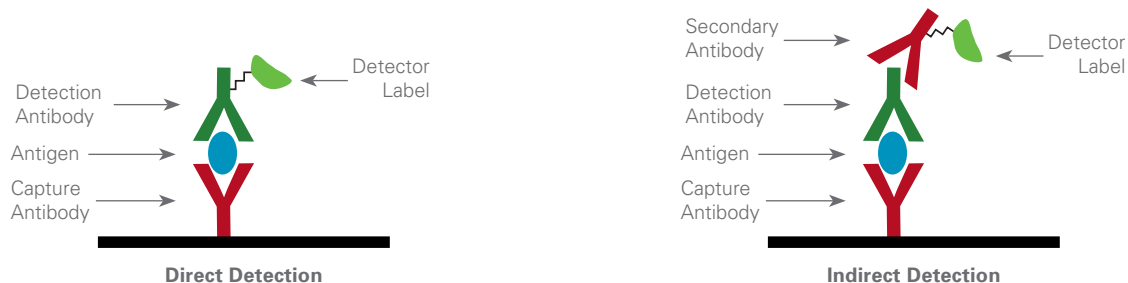 Detector
Label
Detection
Antibody
Antigen
Capture
Antibody
Direct Detection
Secondary
Antibody
Detector
Label
Detection
Antibody
Antigen
Capture
Antibody
Indirect Detection